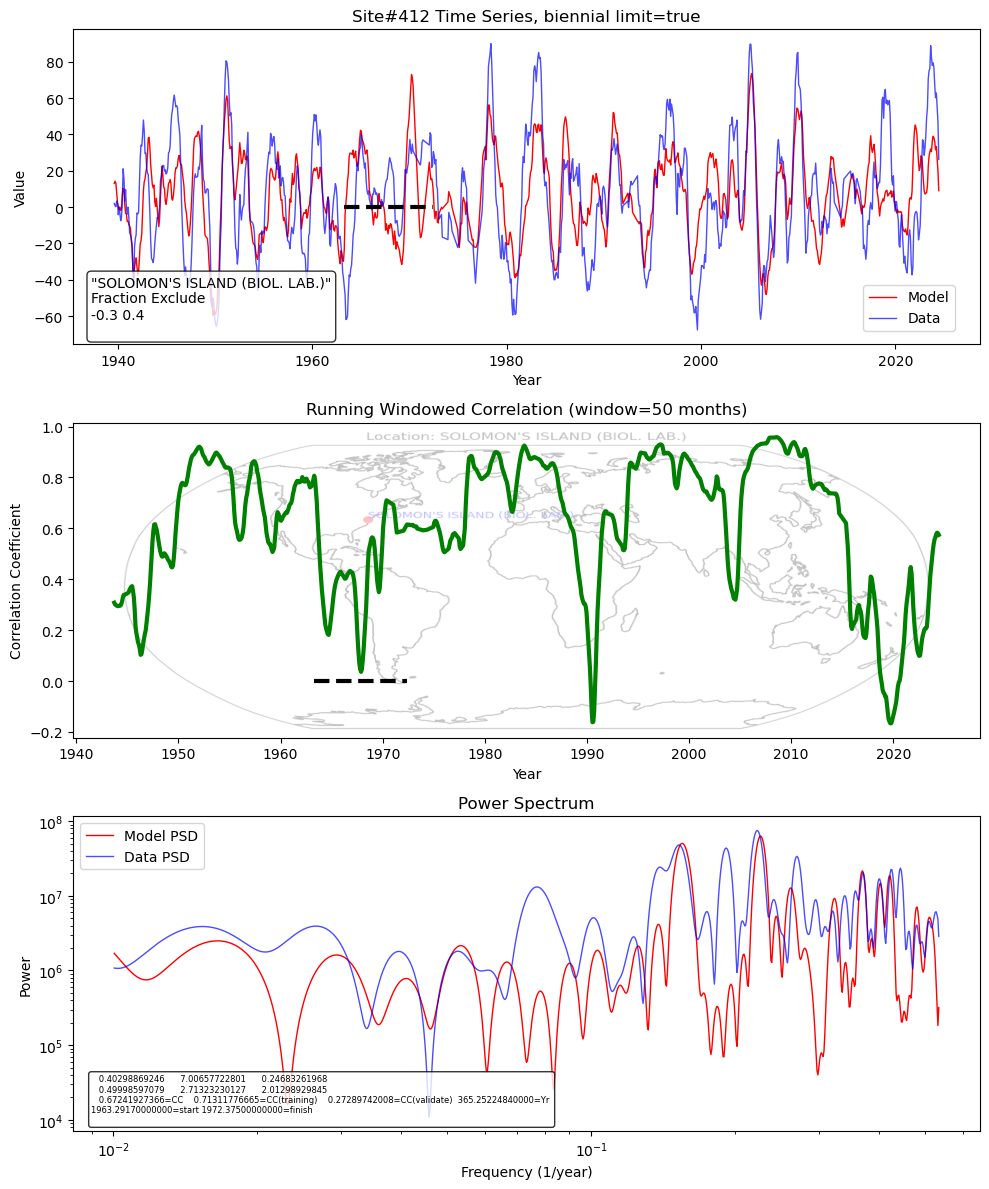 Site#412 Time Series, biennial limit=true
80
60
40
20
0
−20
−40
−60
Value
"SOLOMON'S ISLAND (BIOL. LAB.)"
Fraction Exclude
-0.3 0.4
Model
Data
1940 1960 1980 2000 2020
Year
Running Windowed Correlation (window=50 months)
Location: SOLOMON'S ISLAND (BIOL. LAB.)
SOLOMON'S ISLAND (BIOL.
1.0
0.8
0.6
0.4
0.2
0.0
−0.2
Correlation Coefficient
1940 1950 1960 1970 1980 1990 2000 2010 2020
Year
Power Spectrum
Model PSD
Data PSD
10^8
10^7
10^6
10^5
10^4
Power
0.40298869246 7.00657722801 0.24683261968
0.49998597079 2.71323230127 2.01298929845
0.67241927366=CC 0.71311776665=CC(training) 0.27289742008=CC(validate) 365.25224840000=Yr
1963.29170000000=start 1972.37500000000=finish
10^−2 10^−1
Frequency (1/year)